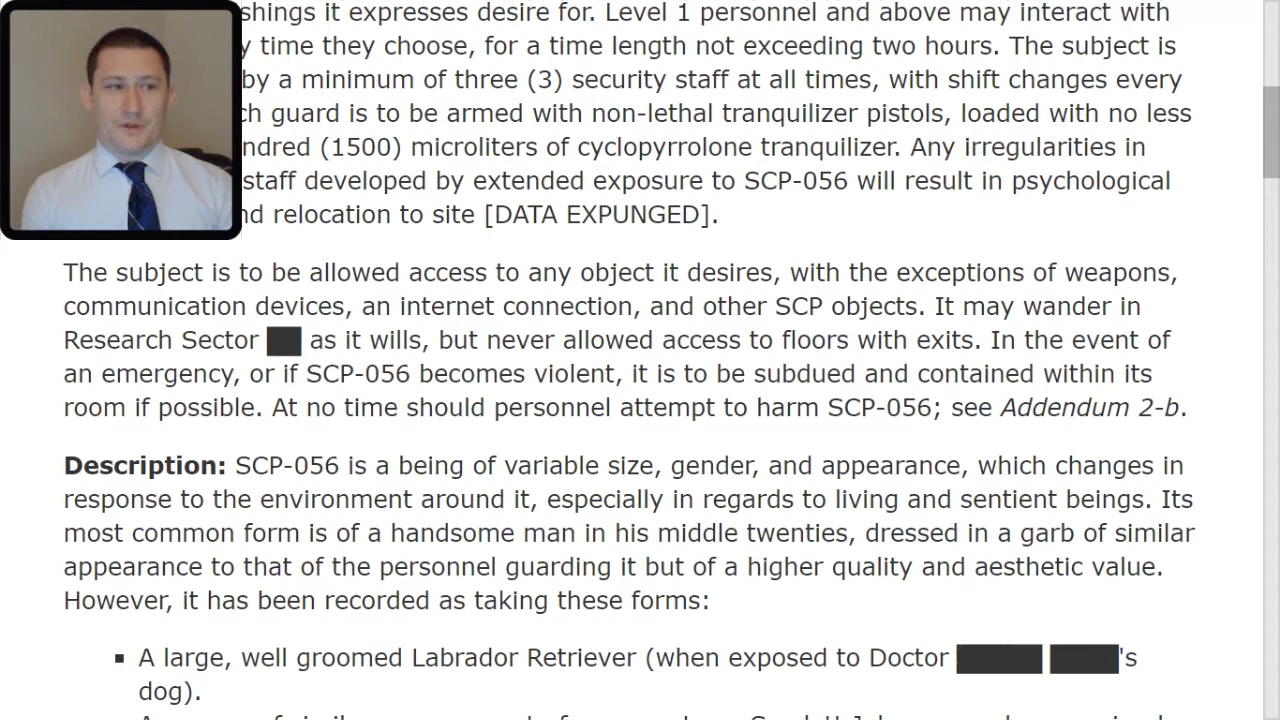 shings it expresses desire for. Level 1 personnel and above may interact with
y time they choose, for a time length not exceeding two hours. The subject is
by a minimum of three (3) security staff at all times, with shift changes every
ch guard is to be armed with non-lethal tranquilizer pistols, loaded with no less
ndred (1500) microliters of cyclopyrrolone tranquilizer. Any irregularities in
staff developed by extended exposure to SCP-056 will result in psychological
nd relocation to site [DATA EXPUNGED].
The subject is to be allowed access to any object it desires, with the exceptions of weapons,
communication devices, an internet connection, and other SCP objects. It may wander in
Research Sector ██ as it wills, but never allowed access to floors with exits. In the event of
an emergency, or if SCP-056 becomes violent, it is to be subdued and contained within its
room if possible. At no time should personnel attempt to harm SCP-056; see Addendum 2-b.
Description: SCP-056 is a being of variable size, gender, and appearance, which changes in
response to the environment around it, especially in regards to living and sentient beings. Its
most common form is of a handsome man in his middle twenties, dressed in a garb of similar
appearance to that of the personnel guarding it but of a higher quality and aesthetic value.
However, it has been recorded as taking these forms:
▪ A large, well groomed Labrador Retriever (when exposed to Doctor █████ ████'s
dog).